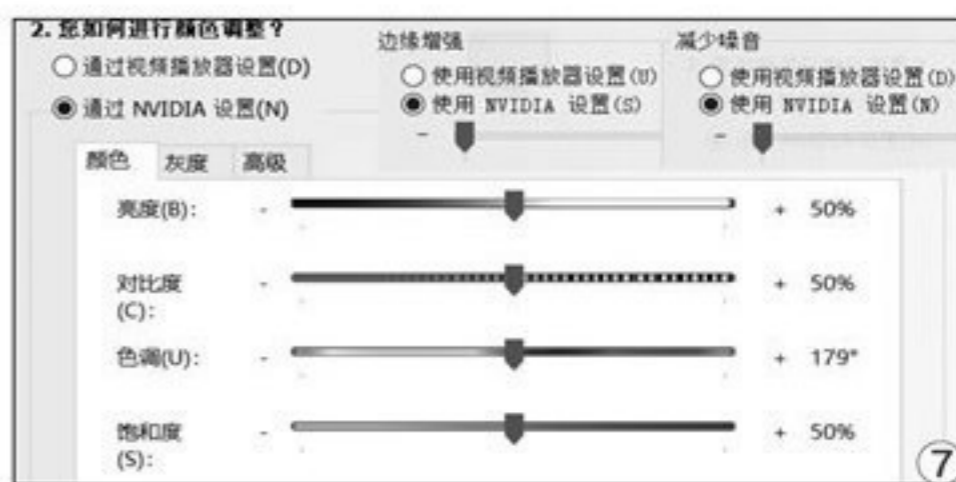 2. 您如何进行颜色调整？
通过视频播放器设置(D)
通过 NVIDIA 设置(N)
边缘增强
使用视频播放器设置(U)
使用 NVIDIA 设置(S)
-
减少噪音
使用视频播放器设置(D)
使用 NVIDIA 设置(N)
-
颜色 灰度 高级
亮度(B): - + 50%
对比度 - + 50%
(C):
色调(U): - + 179°
饱和度 - + 50%
(S):
⑦